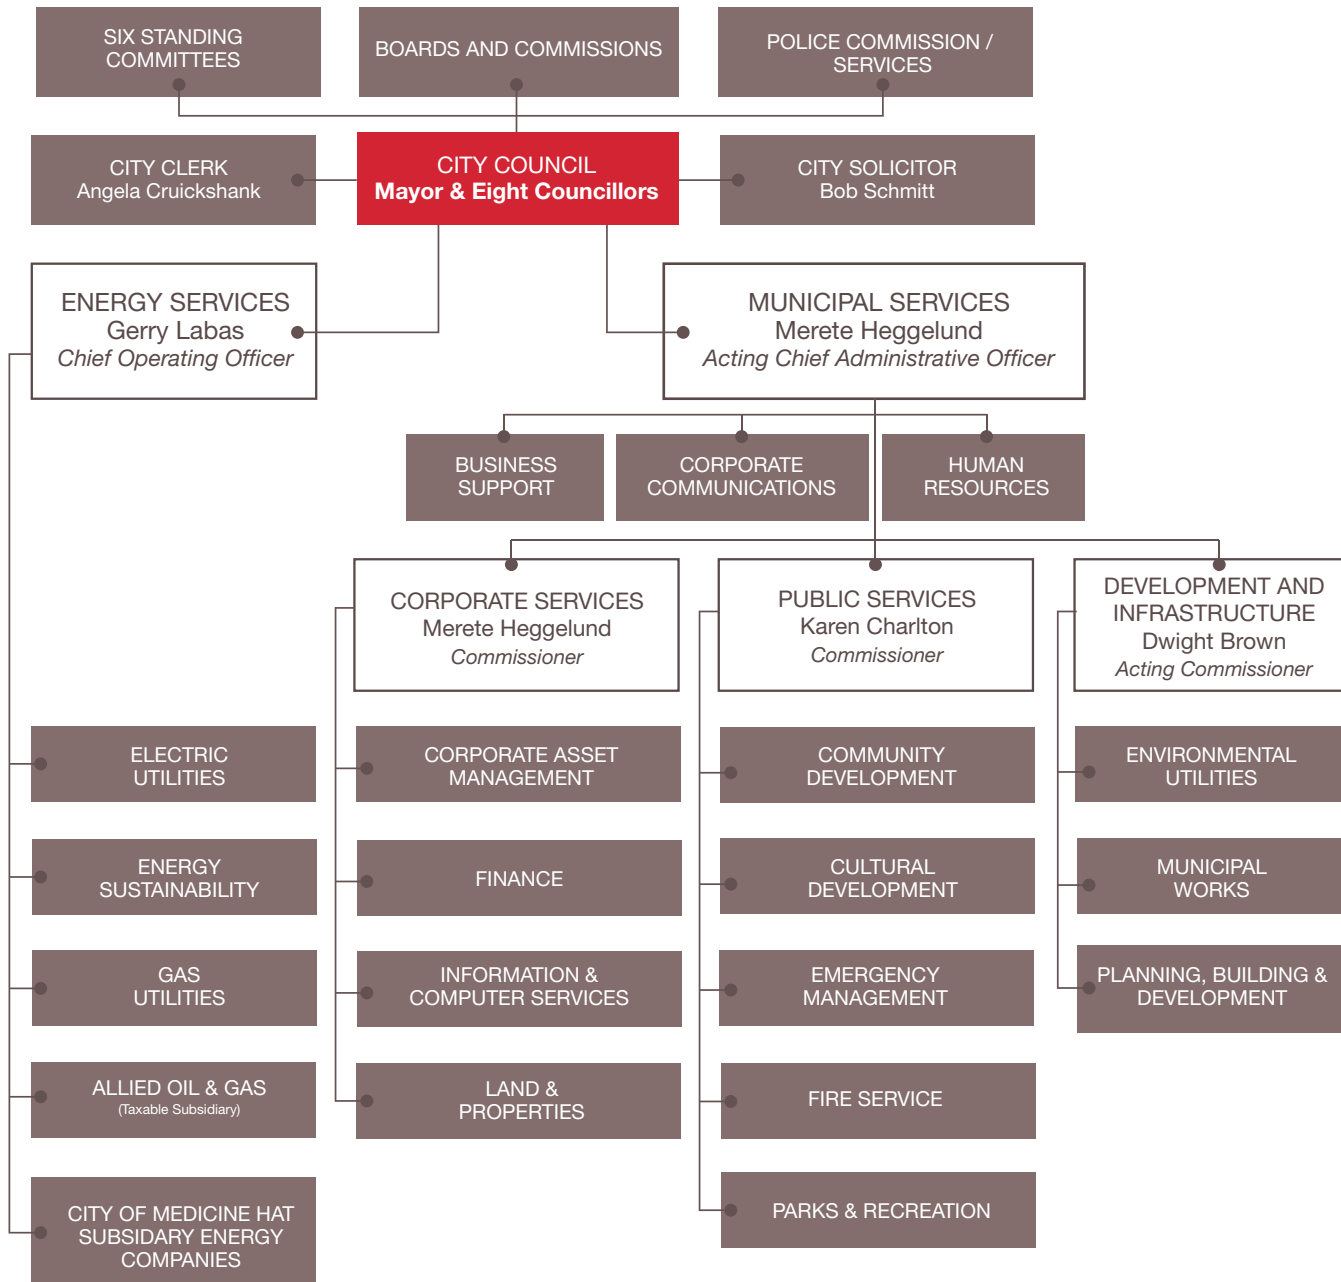 SIX STANDING
COMMITTEES
BOARDS AND COMMISSIONS
POLICE COMMISSION /
SERVICES
CITY CLERK
Angela Cruickshank
CITY COUNCIL
Mayor & Eight Councillors
CITY SOLICITOR
Bob Schmitt
ENERGY SERVICES
Gerry Labas
Chief Operating Officer
MUNICIPAL SERVICES
Merete Heggelund
Acting Chief Administrative Officer
BUSINESS
SUPPORT
CORPORATE
COMMUNICATIONS
HUMAN
RESOURCES
CORPORATE SERVICES
Merete Heggelund
Commissioner
PUBLIC SERVICES
Karen Charlton
Commissioner
DEVELOPMENT AND
INFRASTRUCTURE
Dwight Brown
Acting Commissioner
ELECTRIC
UTILITIES
ENERGY
SUSTAINABILITY
GAS
UTILITIES
ALLIED OIL & GAS
(Taxable Subsidiary)
CITY OF MEDICINE HAT
SUBSIDARY ENERGY
COMPANIES
CORPORATE ASSET
MANAGEMENT
FINANCE
INFORMATION &
COMPUTER SERVICES
LAND &
PROPERTIES
COMMUNITY
DEVELOPMENT
CULTURAL
DEVELOPMENT
EMERGENCY
MANAGEMENT
FIRE SERVICE
PARKS & RECREATION
ENVIRONMENTAL
UTILITIES
MUNICIPAL
WORKS
PLANNING, BUILDING &
DEVELOPMENT